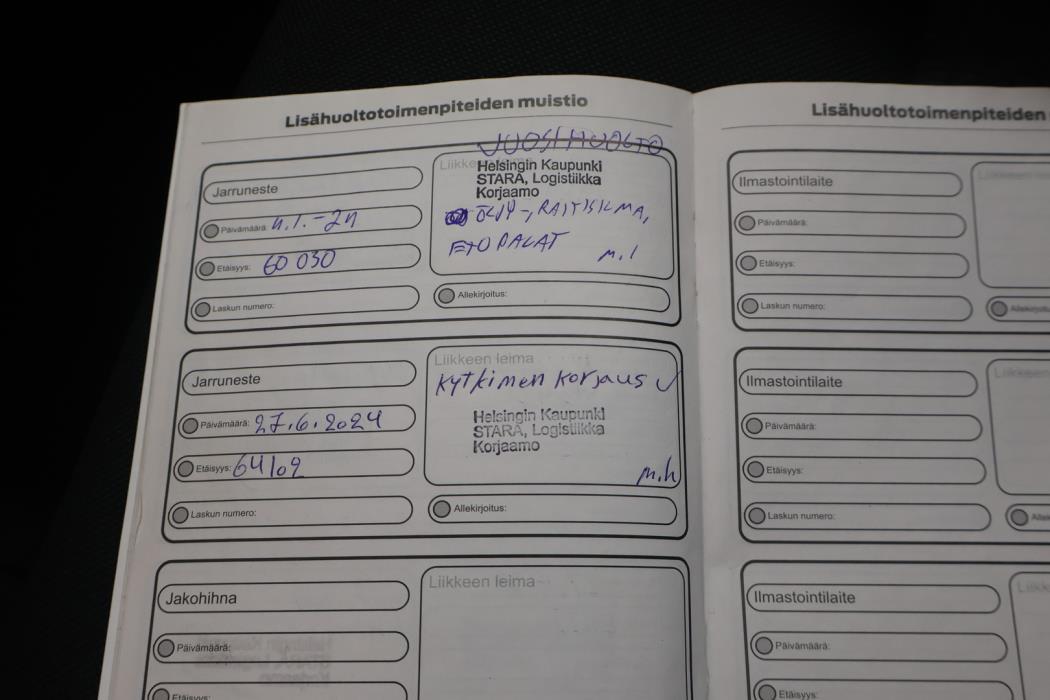 Lisähuoltotoimenpiteiden muistio
Jarruneste
Päivämäärä: 4.1.-24
Etäisyys: 60 030
Laskun numero:
VUOSIHUOLTO
Liikkeen leima
Helsingin Kaupunki
STARA, Logistiikka
Korjaamo
ÖLJY-, RAITISILMA,
ETUPALAT
m.l
Allekirjoitus:
Jarruneste
Päivämäärä: 27.6.2024
Etäisyys: 64102
Laskun numero:
Liikkeen leima
Kytkimen korjaus
Helsingin Kaupunki
STARA, Logistiikka
Korjaamo
m.h
Allekirjoitus:
Jakohihna
Päivämäärä:
Etäisyys:
Liikkeen leima
Lisähuoltotoimenpiteiden
Ilmastointilaite
Päivämäärä:
Etäisyys:
Laskun numero:
Ilmastointilaite
Päivämäärä:
Etäisyys:
Laskun numero:
Ilmastointilaite
Päivämäärä:
Etäisyys: